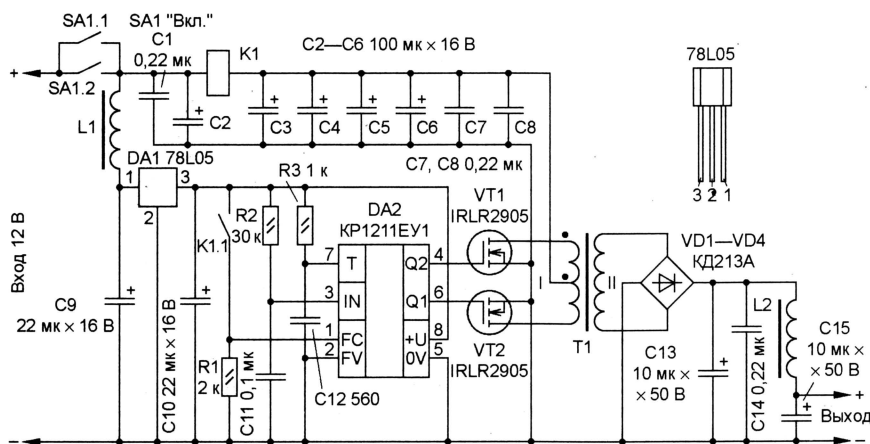 SA1.1
SA1 "Вкл."
C1
0,22 мк
K1
C2—C6 100 мк × 16 В
78L05
+
SA1.2
+
C2
+
C3
+
C4
+
C5
+
C6
C7
C8
L1
C7, C8 0,22 мк
3 2 1
DA1 78L05
1
3
2
R3 1 к
R2
30 к
DA2
КР1211ЕУ1
VT1
IRLR2905
K1.1
7
T
Q2
4
3
IN
Q1
6
1
FC
+U
8
2
FV
0V
5
I
II
T1
VD1—VD4
КД213А
Вход 12 В
C9
22 мк × 16 В
+
C10 22 мк × 16 В
+
R1
2 к
C11 0,1 мк
C12 560
VT2
IRLR2905
C13
10 мк ×
× 50 В
+
C14 0,22 мк
L2
C15
10 мк ×
× 50 В
+
+
Выход
−
−